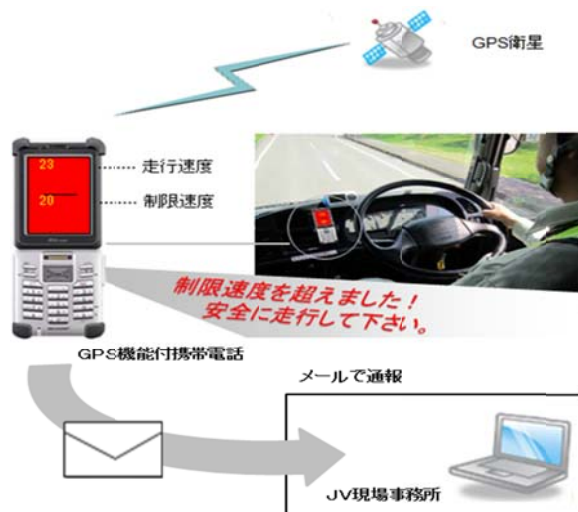 GPS衛星
23
走行速度
20
制限速度
制限速度を超えました！
安全に走行して下さい。
GPS機能付携帯電話
メールで通報
JV現場事務所